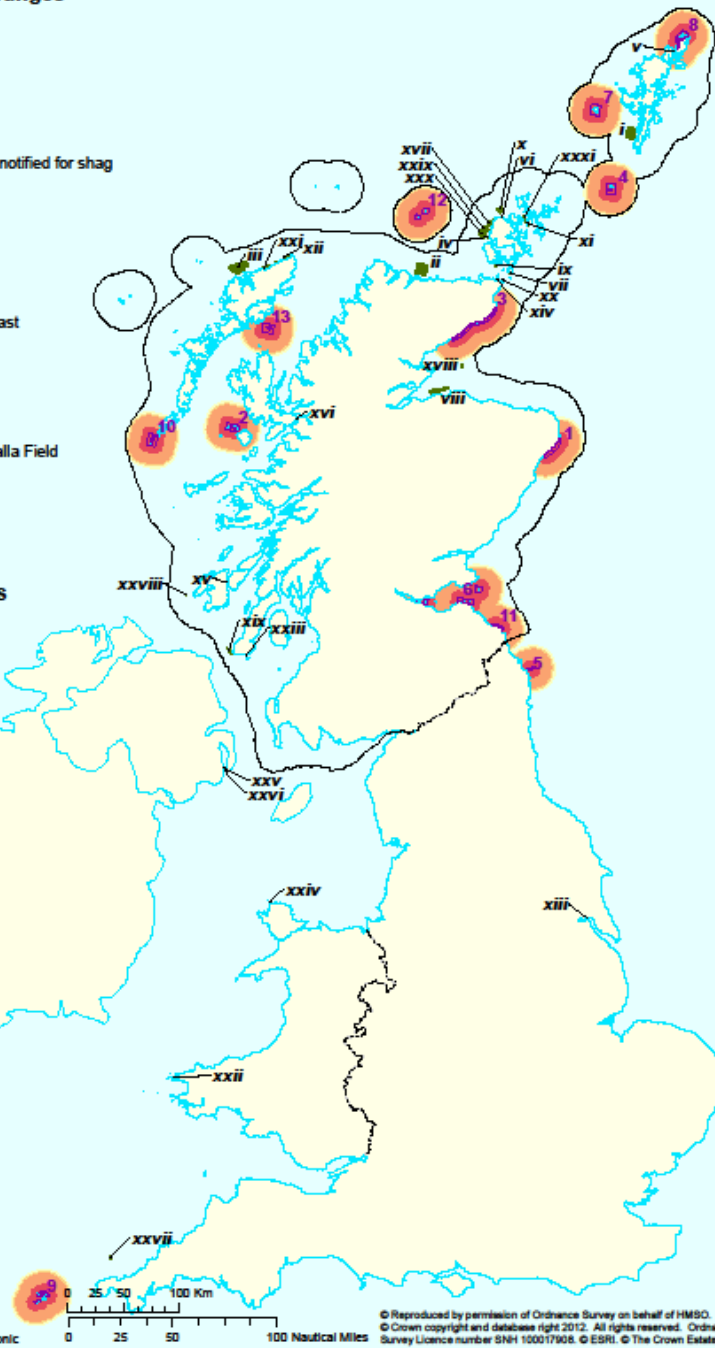 8
v
7
i
notified for shag
xvii
x
xxix
vi
xxxi
xxx
4
12
iv
xi
iii
xxi
xii
ii
ix
vii
xx
xiv
3
13
xviii
viii
xvi
10
2
1
alla Field
ast
xxviii
xv
s
6
11
xix
xxiii
5
xxv
xxvi
xxiv
xiii
xxii
xxvii
9
0 25 50 100 Km
0 25 50 100 Nautical Miles
onic
© Reproduced by permission of Ordnance Survey on behalf of HMSO.
© Crown copyright and database right 2012. All rights reserved. Ordna
Survey Licence number SNH 100017908. © ESRI. © The Crown Estate